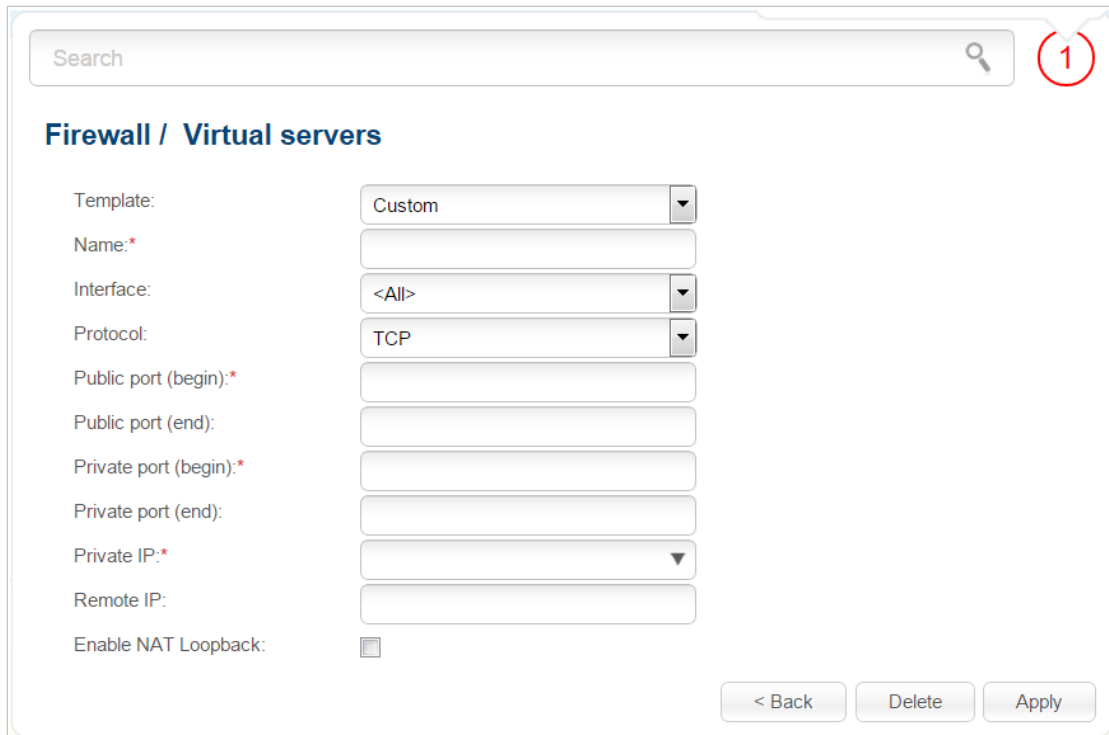 Search
1
Firewall /  Virtual servers
Template:
Custom
Name:*
Interface:
<All>
Protocol:
TCP
Public port (begin):*
Public port (end):
Private port (begin):*
Private port (end):
Private IP:*
Remote IP:
Enable NAT Loopback:
< Back
Delete
Apply